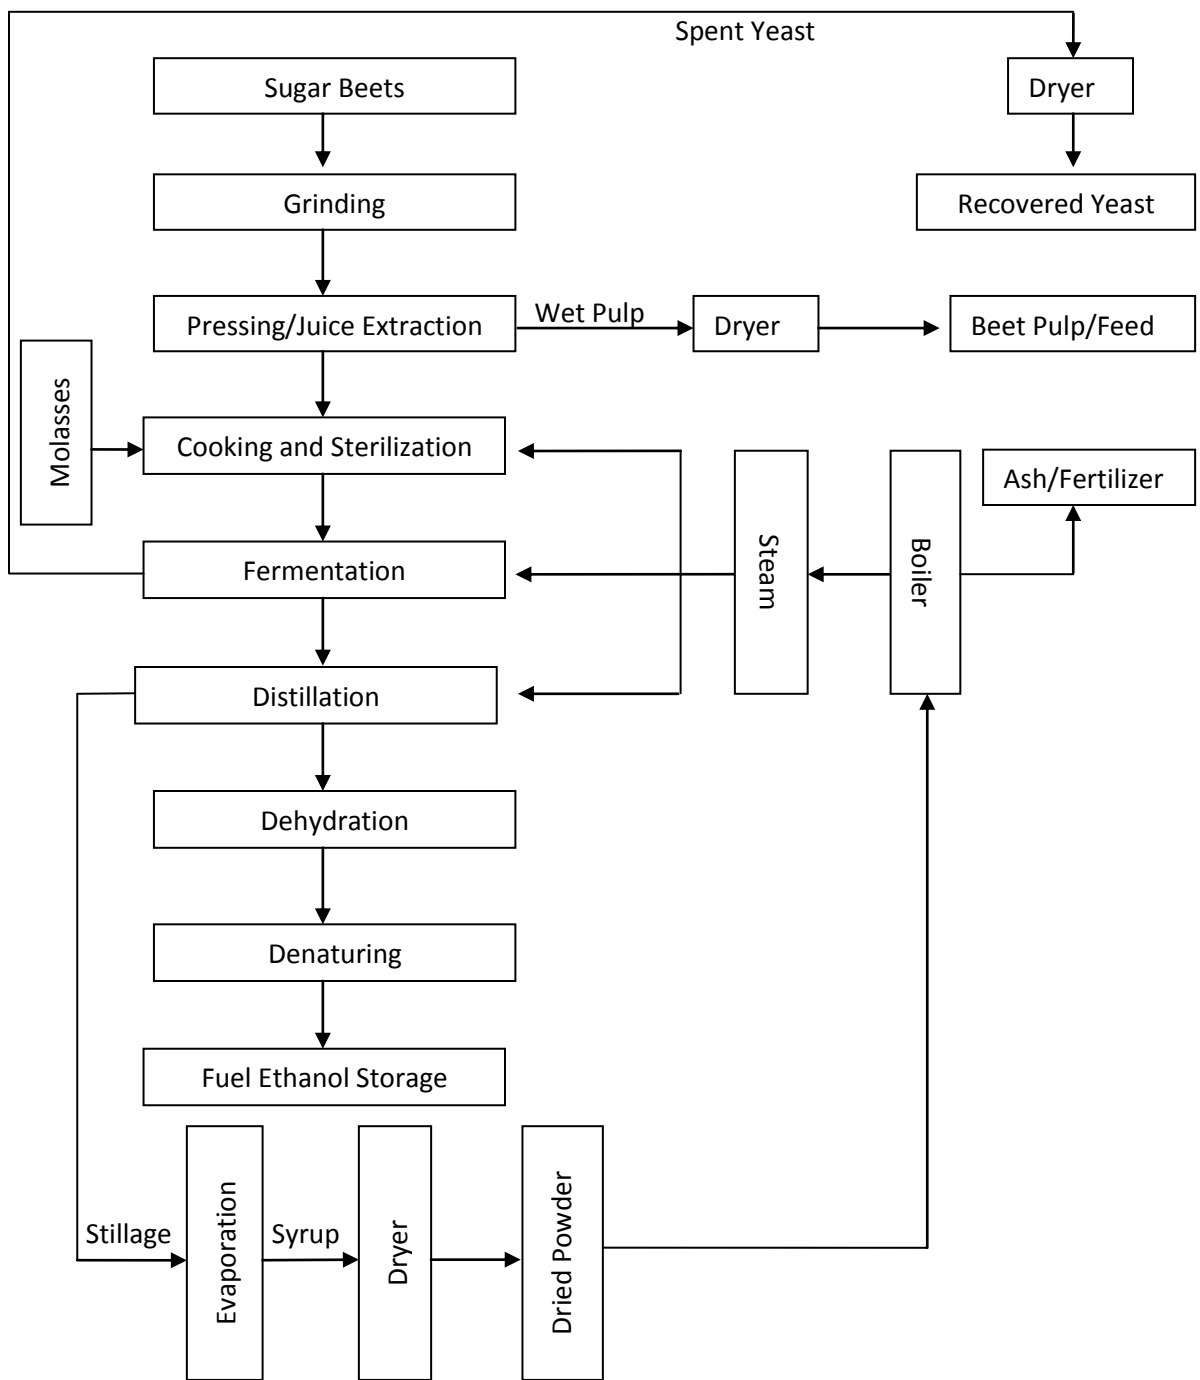 Spent Yeast
Sugar Beets
Dryer
Grinding
Recovered Yeast
Pressing/Juice Extraction
Wet Pulp
Dryer
Beet Pulp/Feed
Molasses
Cooking and Sterilization
Steam
Boiler
Ash/Fertilizer
Fermentation
Distillation
Dehydration
Denaturing
Fuel Ethanol Storage
Stillage
Evaporation
Syrup
Dryer
Dried Powder